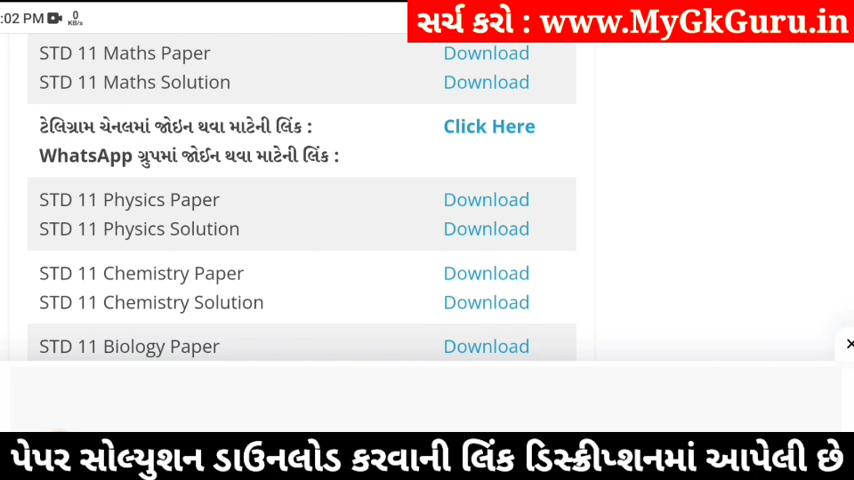 :02 PM 0 KB/s
સર્ચ કરો : www.MyGkGuru.in
STD 11 Maths Paper Download
STD 11 Maths Solution Download
ટેલિગ્રામ ચેનલમાં જોઇન થવા માટેની લિંક : Click Here
WhatsApp ગ્રુપમાં જોઈન થવા માટેની લિંક :
STD 11 Physics Paper Download
STD 11 Physics Solution Download
STD 11 Chemistry Paper Download
STD 11 Chemistry Solution Download
STD 11 Biology Paper Download
પેપર સોલ્યુશન ડાઉનલોડ કરવાની લિંક ડિસ્ક્રીપ્શનમાં આપેલી છે